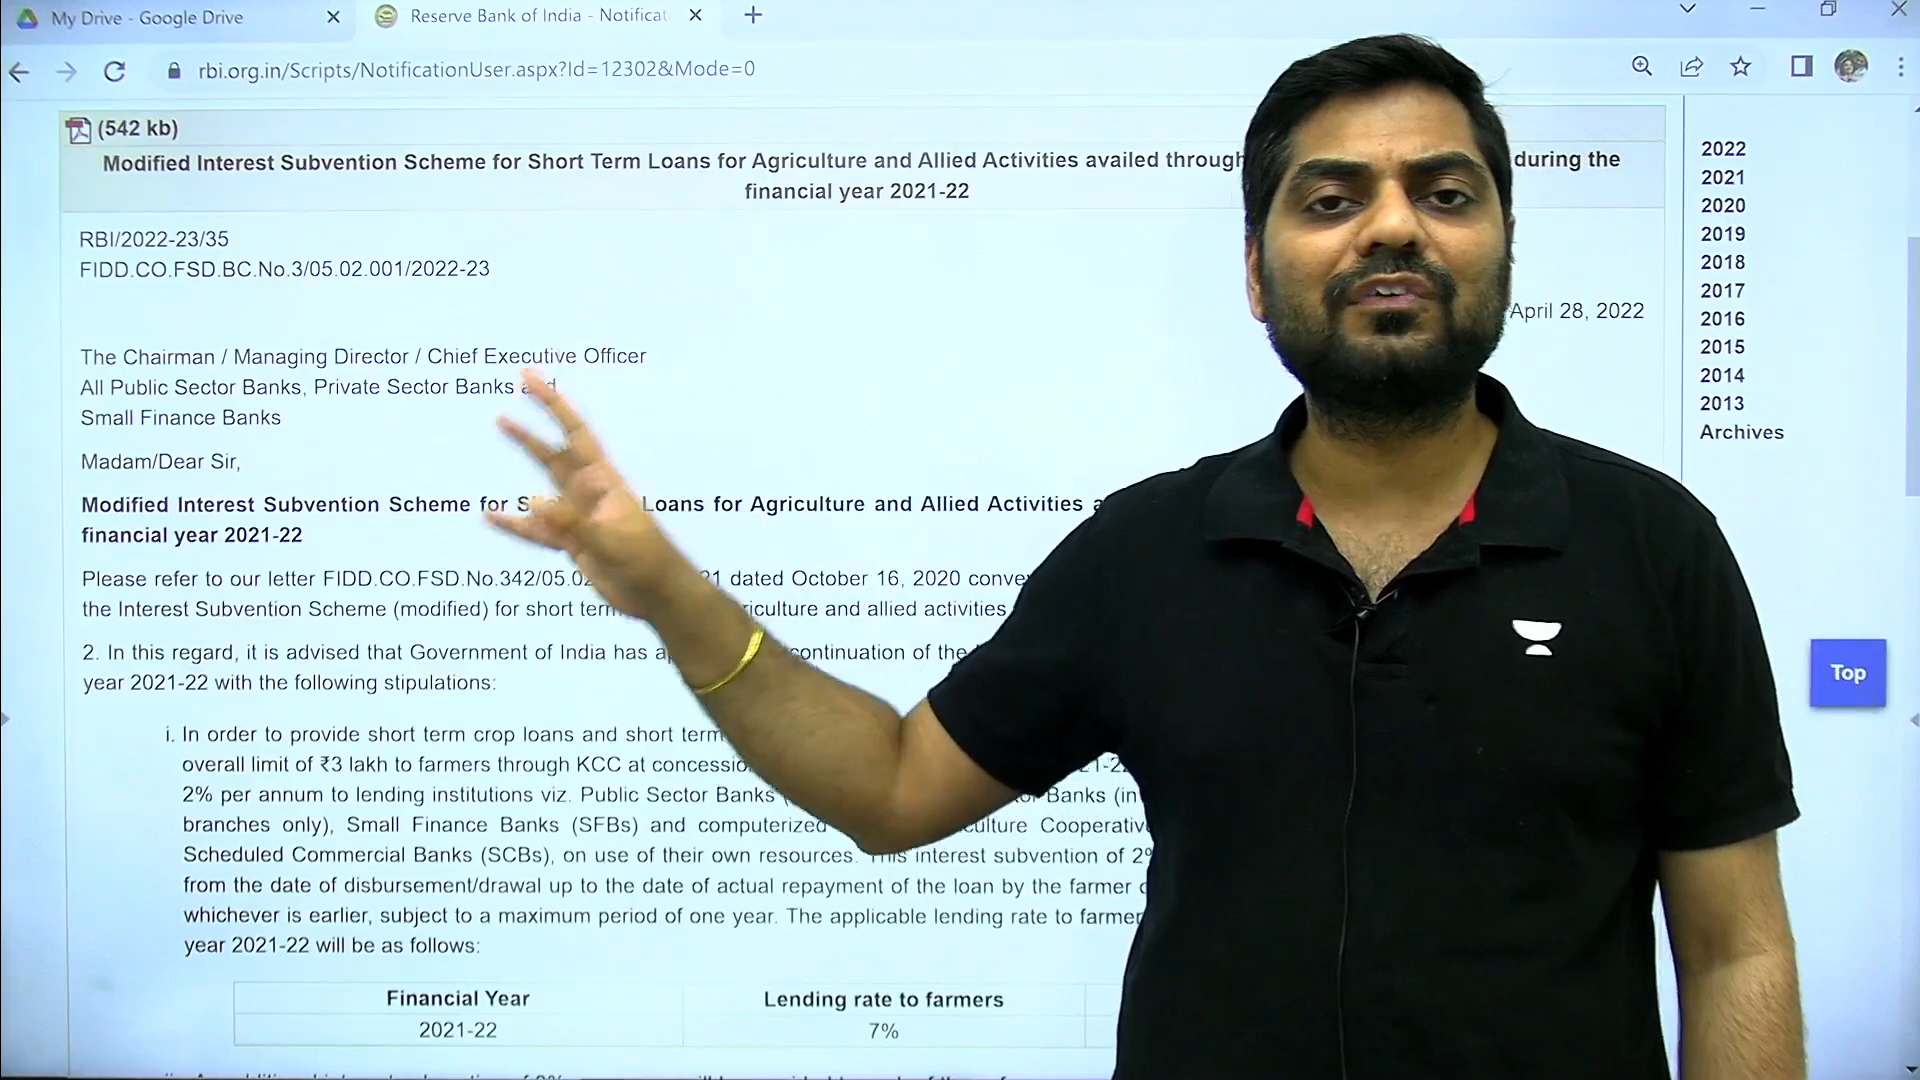 My Drive - Google Drive
Reserve Bank of India - Notificat
rbi.org.in/Scripts/NotificationUser.aspx?Id=12302&Mode=0
(542 kb)
Modified Interest Subvention Scheme for Short Term Loans for Agriculture and Allied Activities availed through during the
financial year 2021-22
RBI/2022-23/35
FIDD.CO.FSD.BC.No.3/05.02.001/2022-23
April 28, 2022
The Chairman / Managing Director / Chief Executive Officer
All Public Sector Banks, Private Sector Banks and
Small Finance Banks
Madam/Dear Sir,
Modified Interest Subvention Scheme for Loans for Agriculture and Allied Activities
financial year 2021-22
Please refer to our letter FIDD.CO.FSD.No.342/05.0 21 dated October 16, 2020 conve
the Interest Subvention Scheme (modified) for short term riculture and allied activities
2. In this regard, it is advised that Government of India has a continuation of the
year 2021-22 with the following stipulations:
i. In order to provide short term crop loans and short term
overall limit of ₹3 lakh to farmers through KCC at concessio 21-22
2% per annum to lending institutions viz. Public Sector Banks or Banks (in
branches only), Small Finance Banks (SFBs) and computerized culture Cooperativ
Scheduled Commercial Banks (SCBs), on use of their own resources. This interest subvention of 2%
from the date of disbursement/drawal up to the date of actual repayment of the loan by the farmer
whichever is earlier, subject to a maximum period of one year. The applicable lending rate to farmer
year 2021-22 will be as follows:
Financial Year Lending rate to farmers
2021-22 7%
2022
2021
2020
2019
2018
2017
2016
2015
2014
2013
Archives
Top